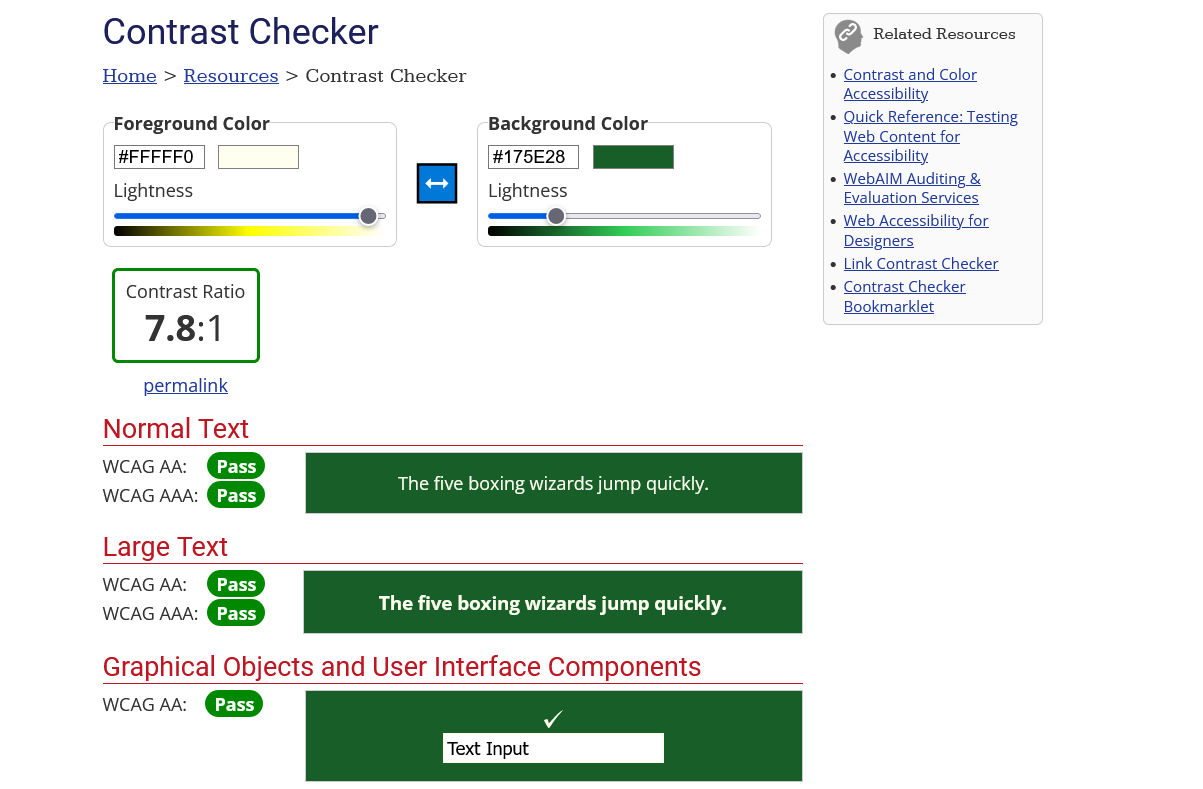 Contrast Checker
Home > Resources > Contrast Checker
Foreground Color
#FFFFF0
Lightness
Background Color
#175E28
Lightness
Contrast Ratio
7.8:1
permalink
Normal Text
WCAG AA: Pass
WCAG AAA: Pass
The five boxing wizards jump quickly.
Large Text
WCAG AA: Pass
WCAG AAA: Pass
The five boxing wizards jump quickly.
Graphical Objects and User Interface Components
WCAG AA: Pass
✓
Text Input
Related Resources
• Contrast and Color
Accessibility
• Quick Reference: Testing
Web Content for
Accessibility
• WebAIM Auditing &
Evaluation Services
• Web Accessibility for
Designers
• Link Contrast Checker
• Contrast Checker
Bookmarklet